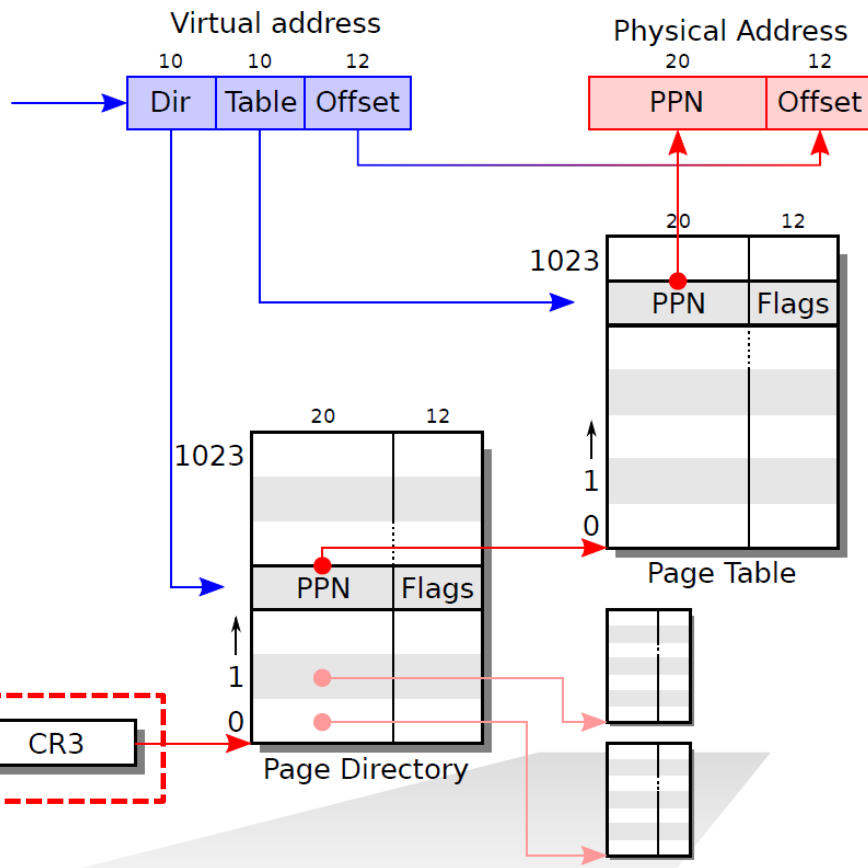 Virtual address
10 10 12
Dir Table Offset
Physical Address
20 12
PPN Offset
20 12
1023
PPN Flags
1
0
Page Table
20 12
1023
PPN Flags
1
0
Page Directory
CR3